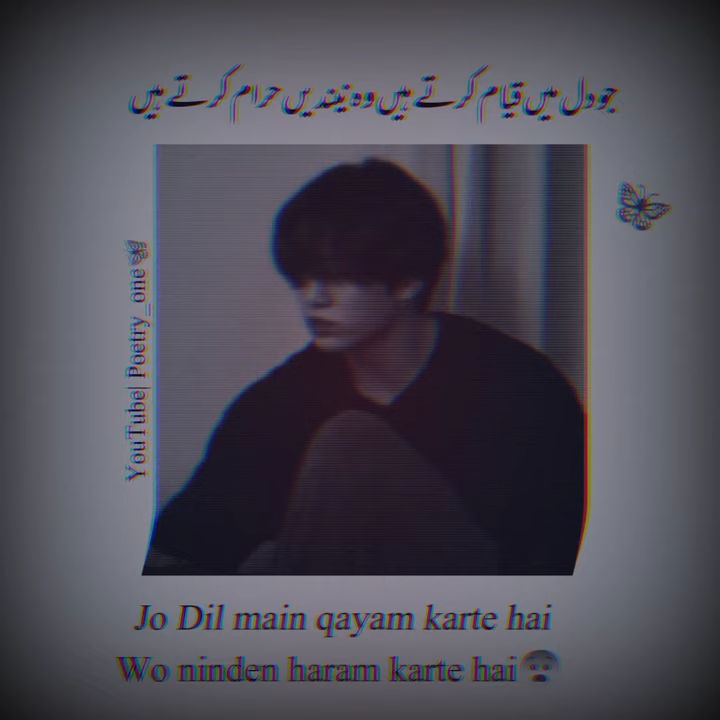 جو دل میں قیام کرتے ہیں وہ نیندیں حرام کرتے ہیں
YouTube| Poetry_one🦋
Jo Dil main qayam karte hai
Wo ninden haram karte hai